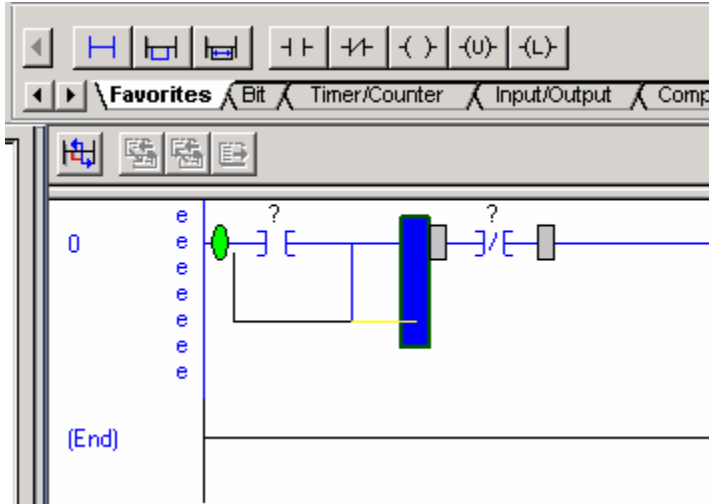 -(U)- -(L)-
Favorites Bit Timer/Counter Input/Output Comp
e
? ?
0 e
e
e
e
e
e
(End)